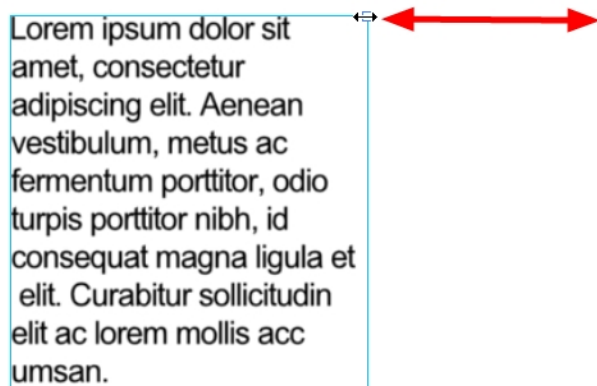 Lorem ipsum dolor sit
amet, consectetur
adipiscing elit. Aenean
vestibulum, metus ac
fermentum porttitor, odio
turpis porttitor nibh, id
consequat magna ligula et
elit. Curabitur sollicitudin
elit ac lorem mollis acc
umsan.